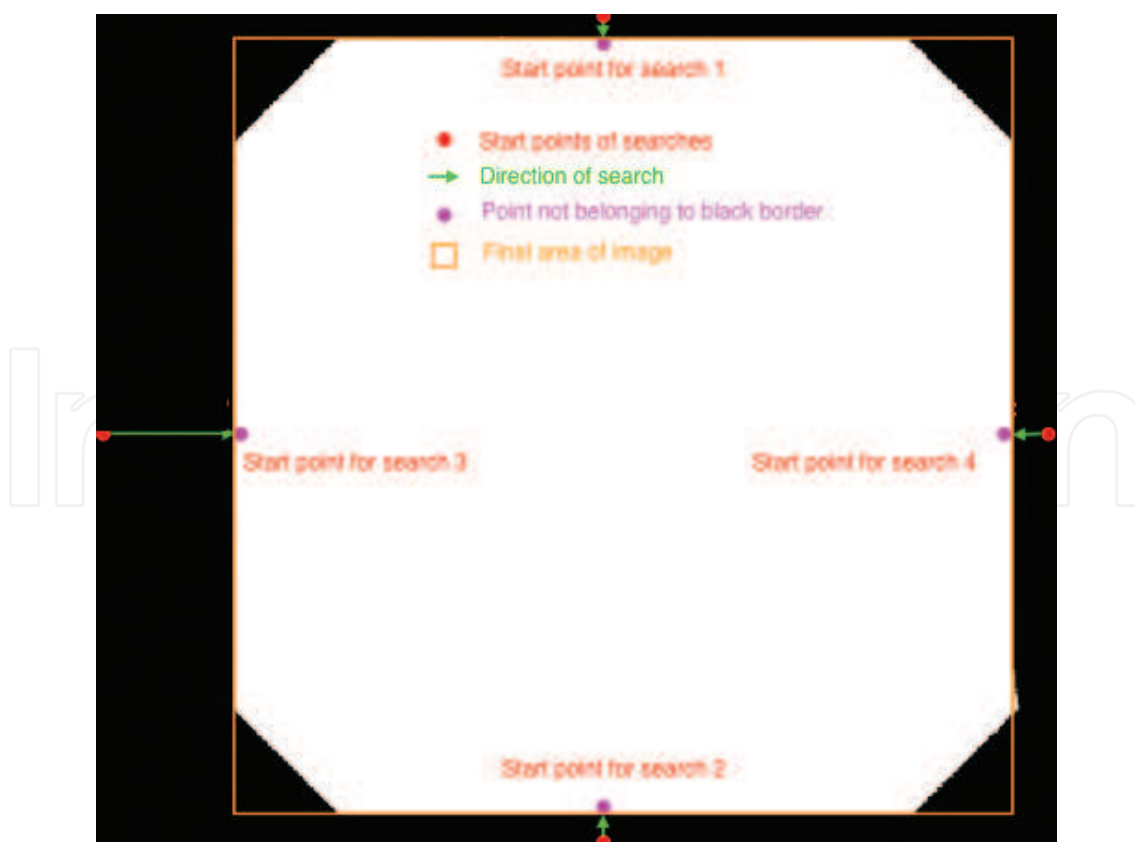 Start point for search 1
Start points of searches
Direction of search
Point not belonging to black border
Final area of image
Start point for search 3
Start point for search 4
Start point for search 2